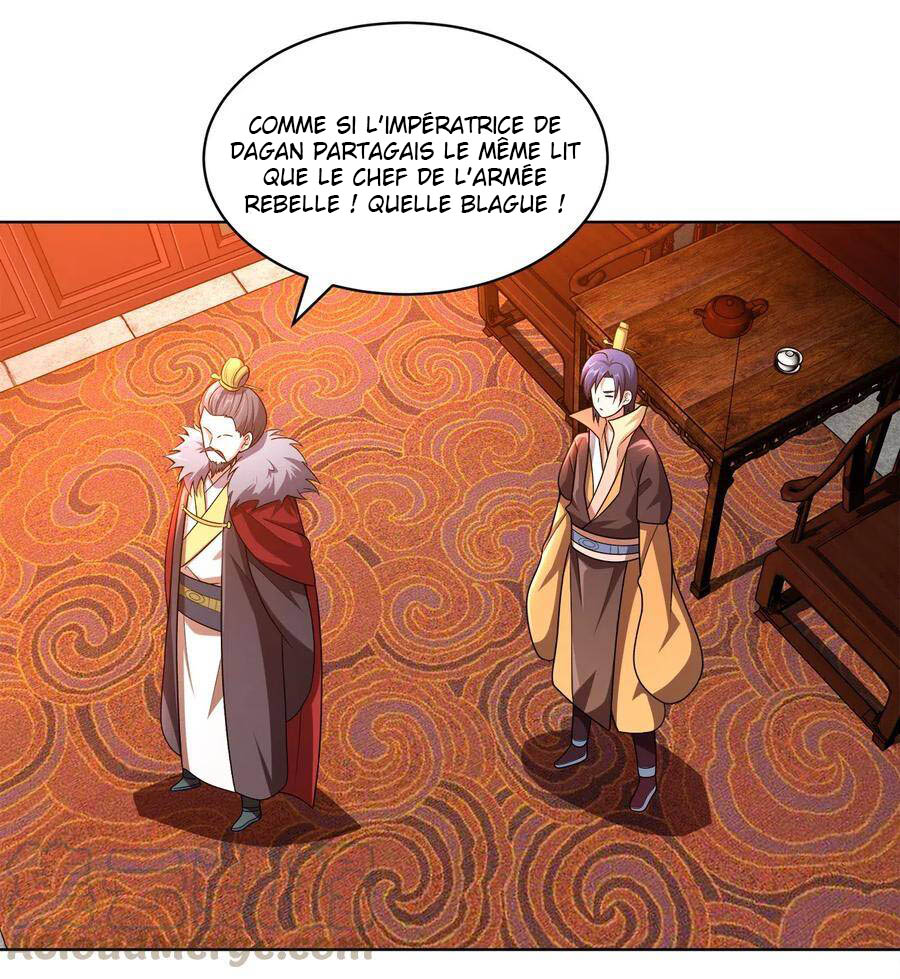 COMME SI L'IMPÉRATRICE DE
DAGAN PARTAGAIS LE MÊME LIT
QUE LE CHEF DE L'ARMÉE
REBELLE ! QUELLE BLAGUE !